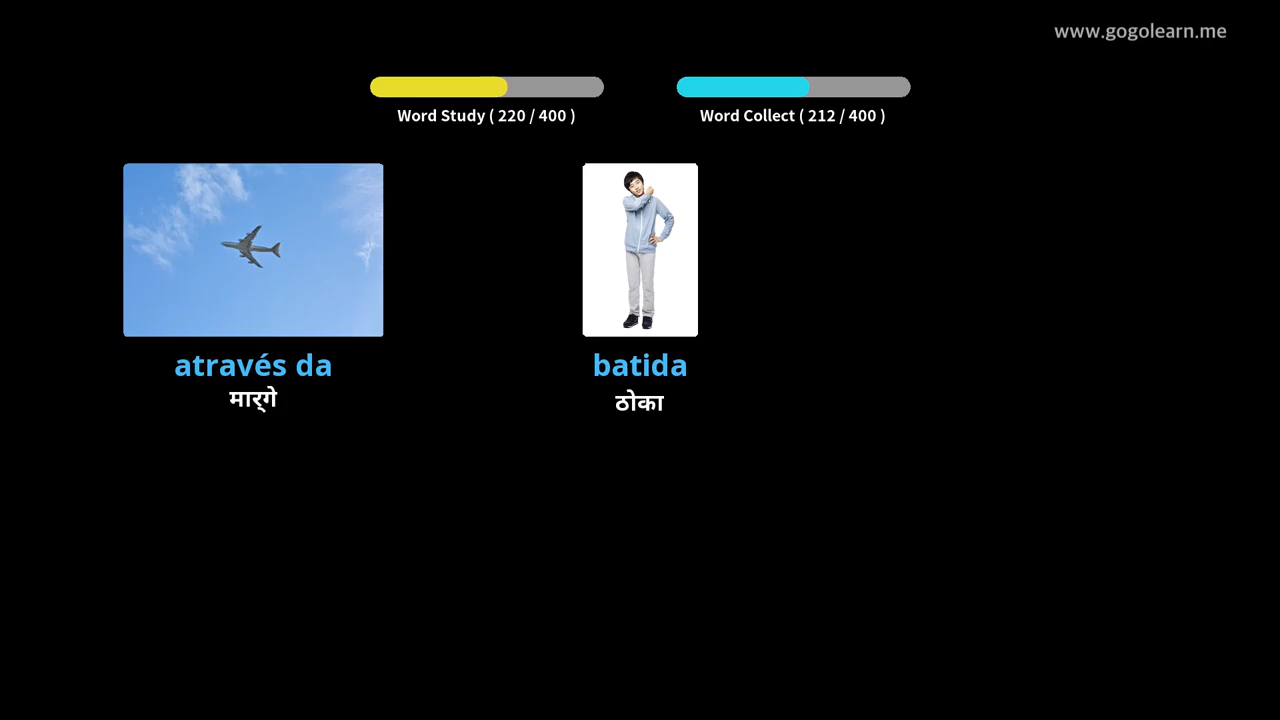 www.gogolearn.me
Word Study ( 220 / 400 )
Word Collect ( 212 / 400 )
através da
मार्गे
batida
ठोका